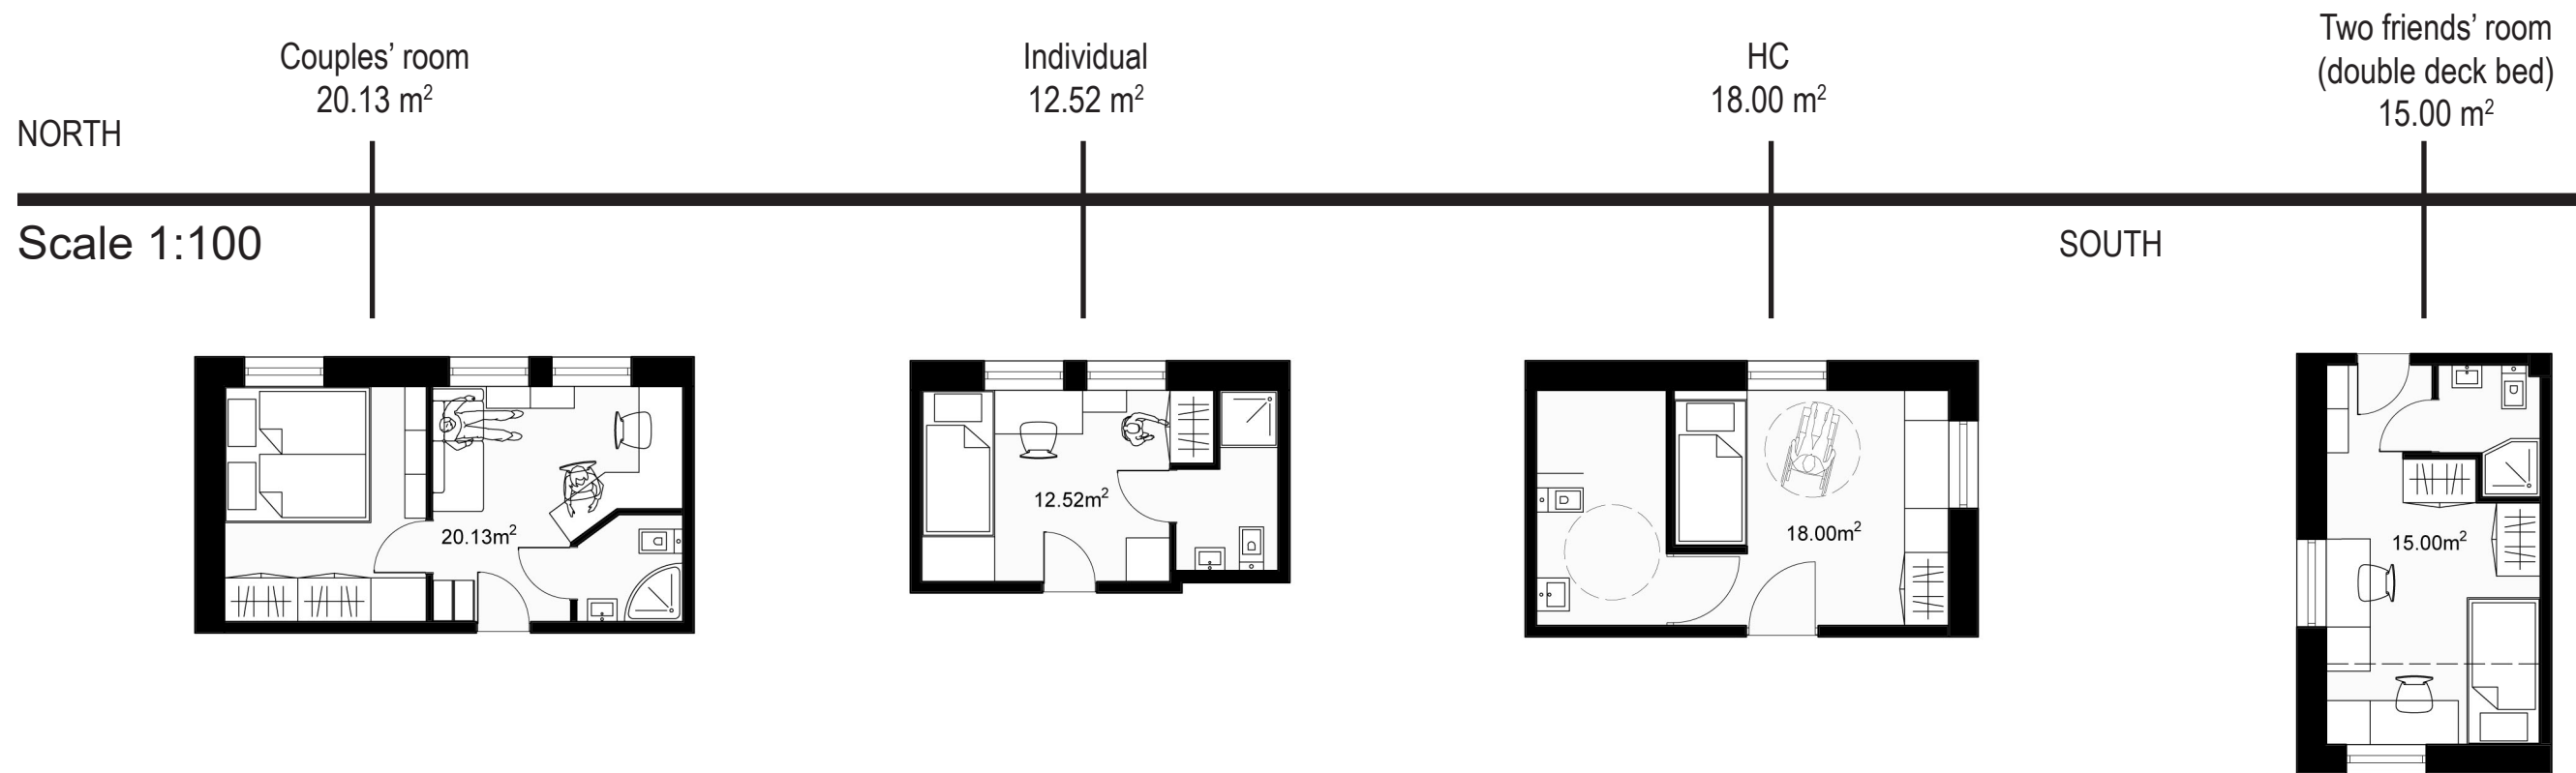 Couples’ room
20.13 m²
Individual
12.52 m²
HC
18.00 m²
Two friends’ room
(double deck bed)
15.00 m²
NORTH
Scale 1:100
SOUTH
20.13m²
12.52m²
18.00m²
15.00m²